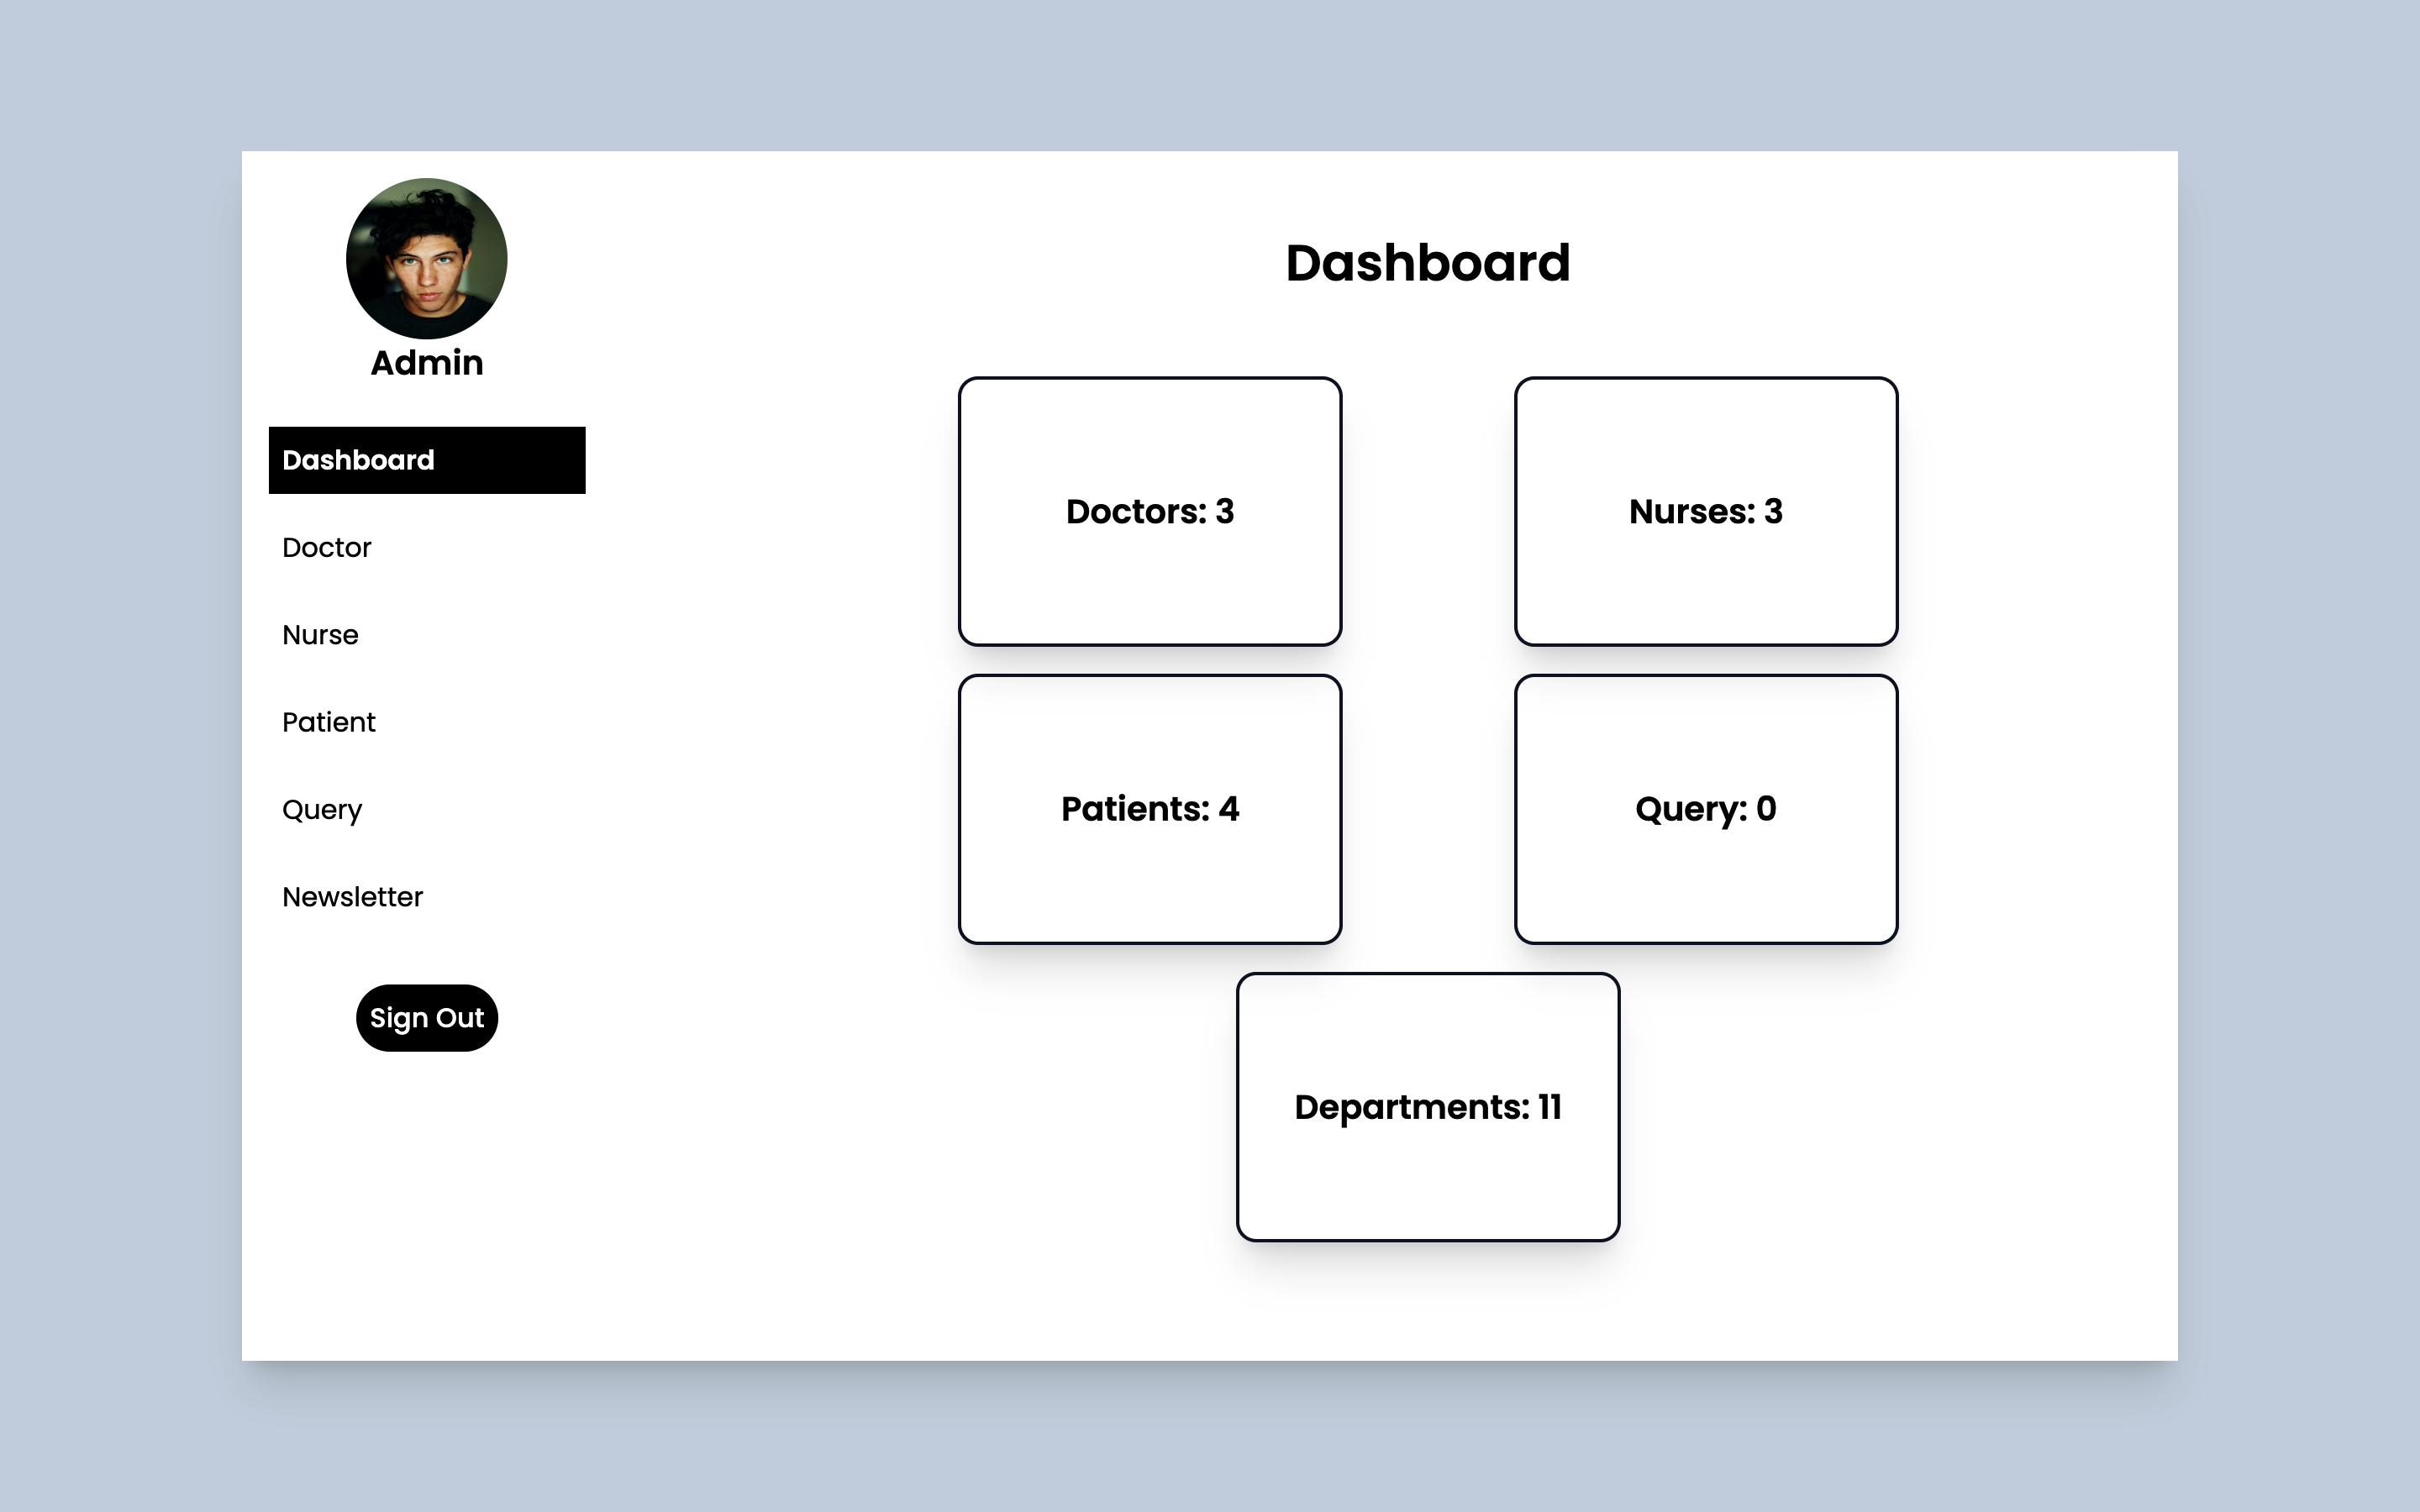 Admin
Dashboard
Doctor
Nurse
Patient
Query
Newsletter
Sign Out
Dashboard
Doctors: 3
Nurses: 3
Patients: 4
Query: 0
Departments: 11